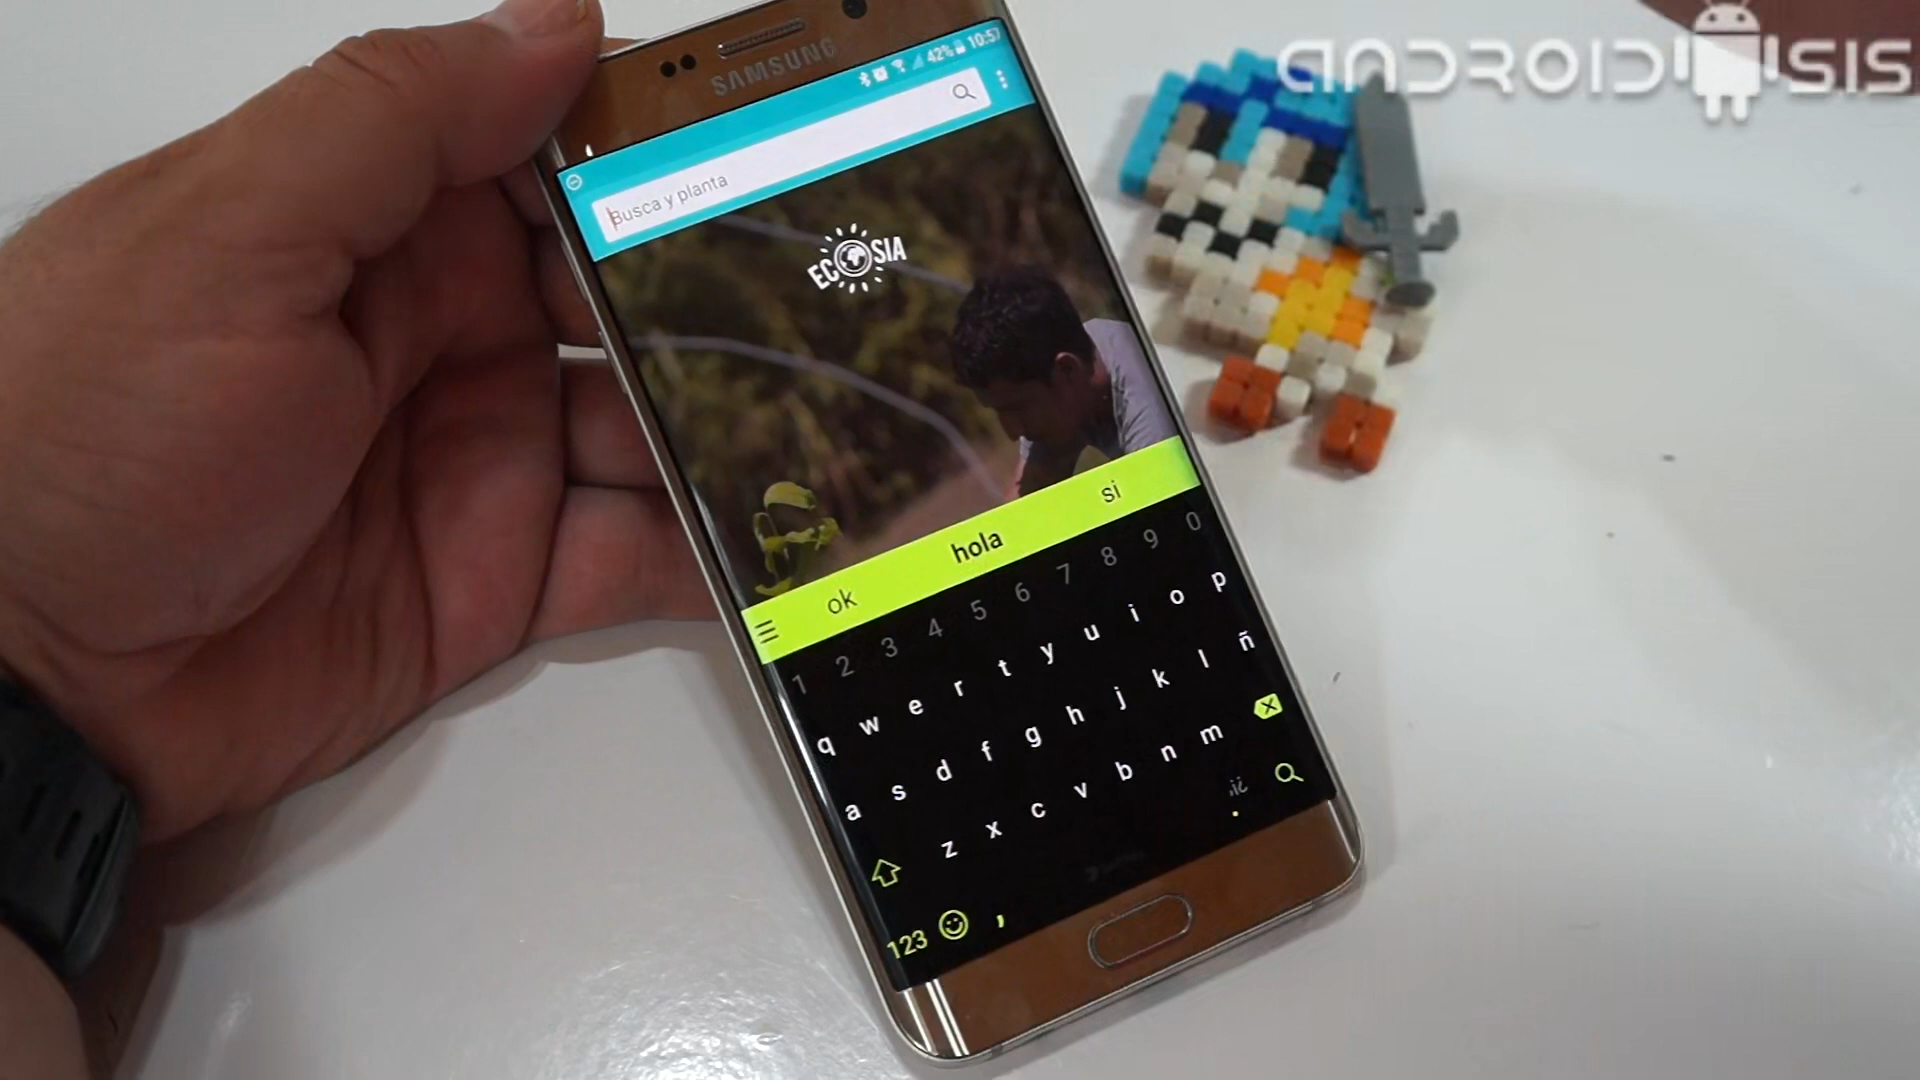 ANDROIDSIS
SAMSUNG
42% 10:57
Busca y planta
ECOSIA
ok hola si
1 2 3 4 5 6 7 8 9 0
q w e r t y u i o p
a s d f g h j k l ñ
z x c v b n m
123 , .